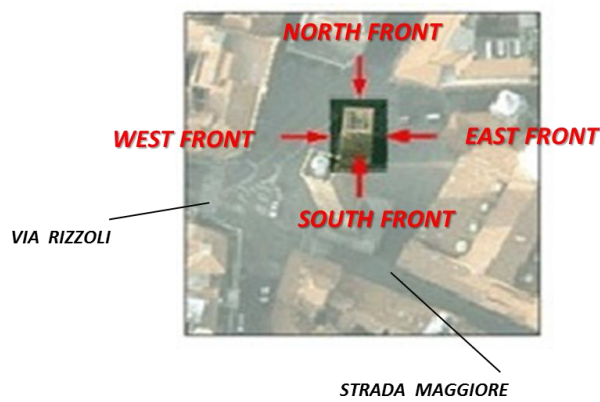 NORTH FRONT
WEST FRONT
EAST FRONT
SOUTH FRONT
VIA RIZZOLI
STRADA MAGGIORE